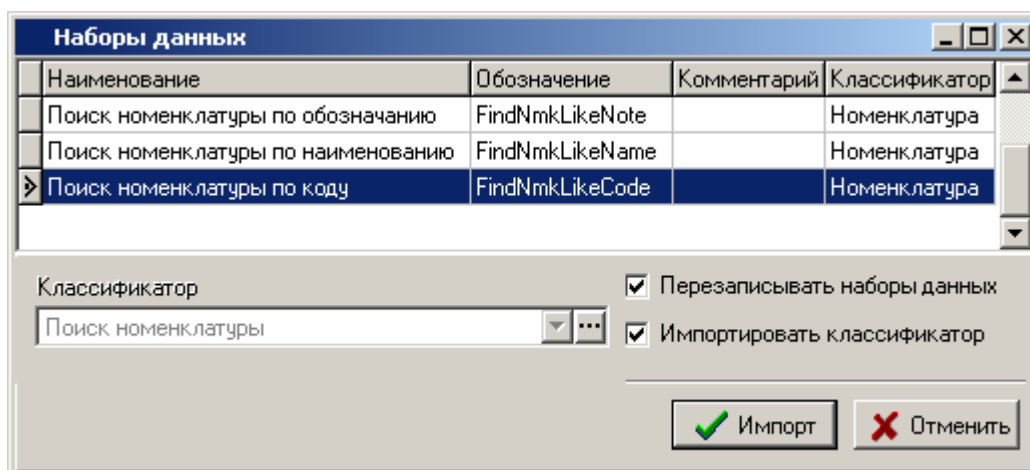 Наборы данных
Наименование Обозначение Комментарий Классификатор
Поиск номенклатуры по обозначанию FindNmkLikeNote Номенклатура
Поиск номенклатуры по наименованию FindNmkLikeName Номенклатура
Поиск номенклатуры по коду FindNmkLikeCode Номенклатура
Классификатор
Перезаписывать наборы данных
Поиск номенклатуры ...
Импортировать классификатор
Импорт Отменить